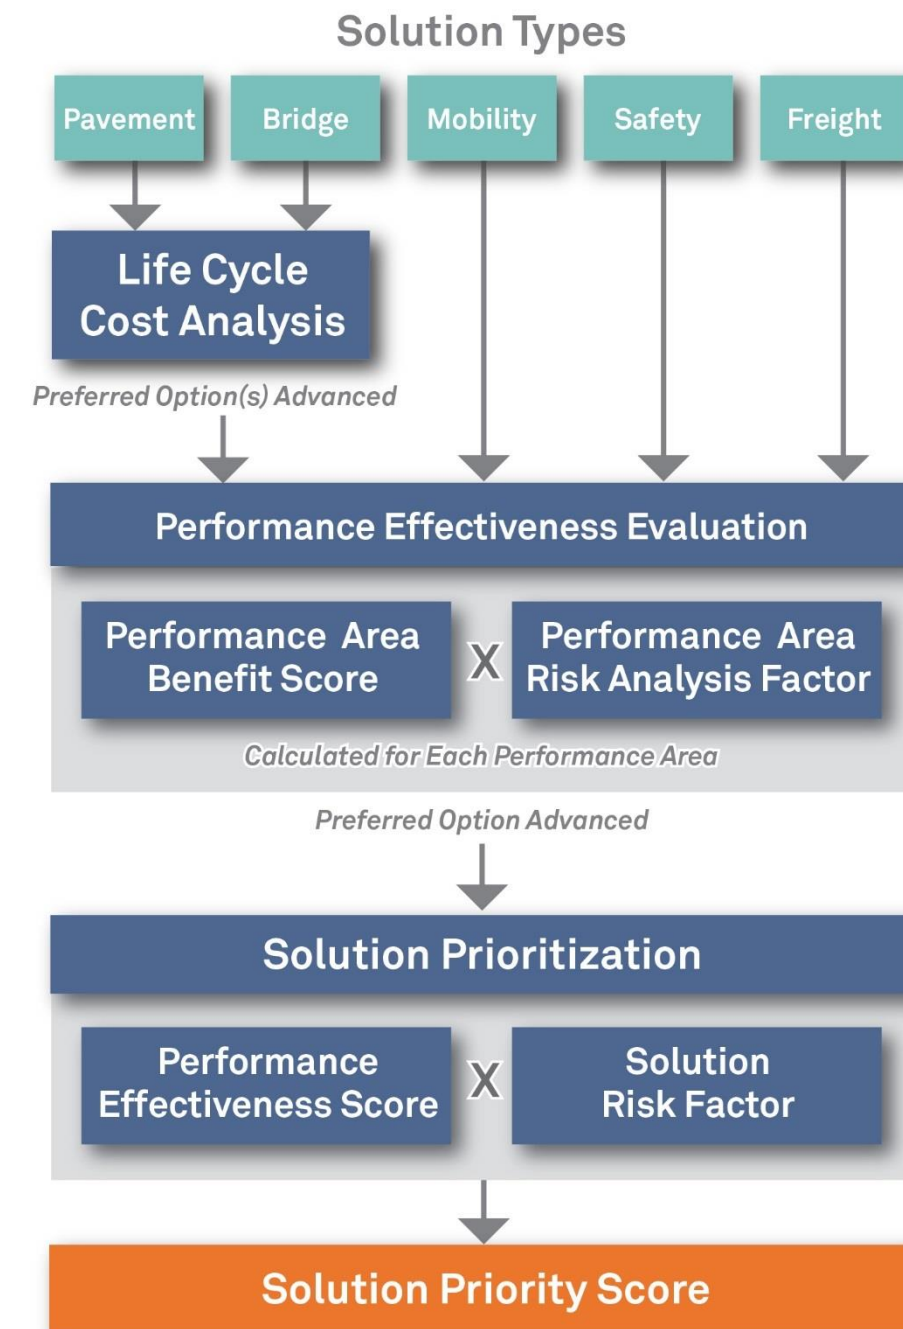 Solution Types
Pavement
Bridge
Mobility
Safety
Freight
Life Cycle
Cost Analysis
Preferred Option(s) Advanced
Performance Effectiveness Evaluation
Performance Area
Benefit Score
X
Performance Area
Risk Analysis Factor
Calculated for Each Performance Area
Preferred Option Advanced
Solution Prioritization
Performance
Effectiveness Score
X
Solution
Risk Factor
Solution Priority Score